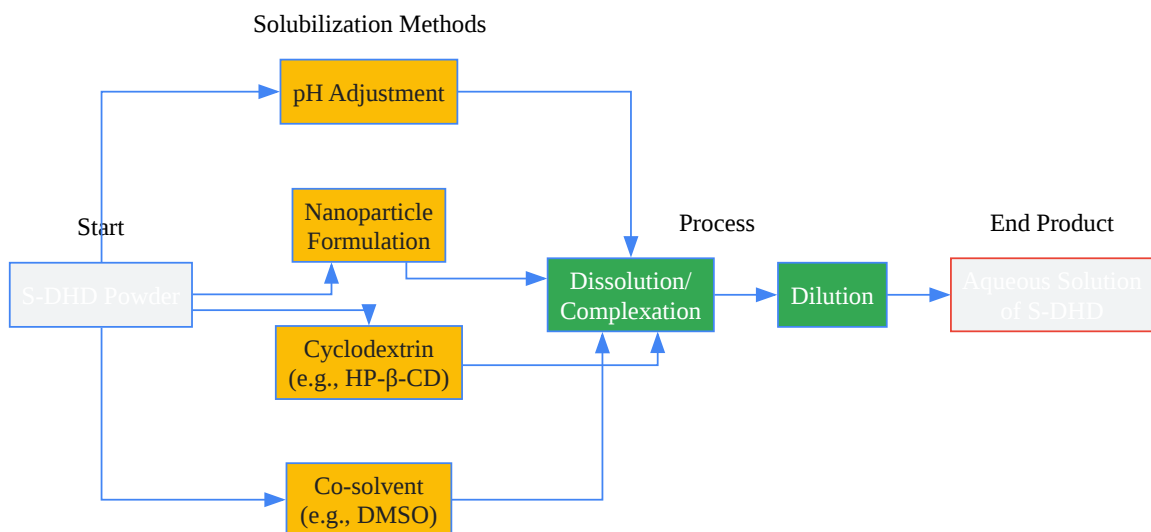 Solubilization Methods
pH Adjustment
Nanoparticle
Formulation
Start
Process
End Product
S-DHD Powder
Dissolution/
Complexation
Dilution
Aqueous Solution
of S-DHD
Cyclodextrin
(e.g., HP-β-CD)
Co-solvent
(e.g., DMSO)